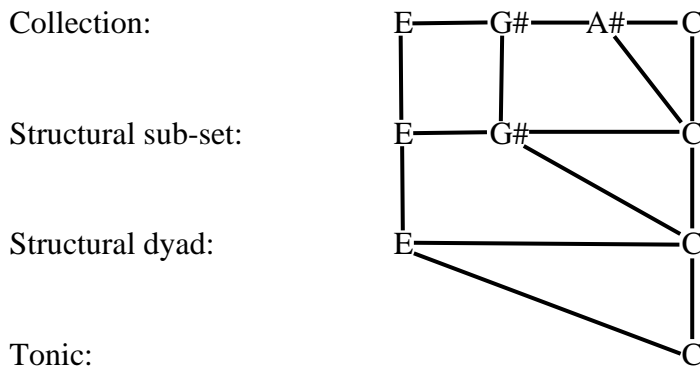 Collection: E G# A# C
Structural sub-set: E G# C
Structural dyad: E C
Tonic: C